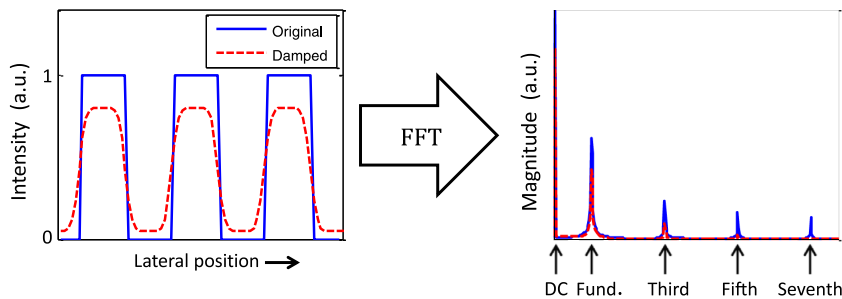 Original
Damped
1
0
Intensity (a.u.)
Lateral position
FFT
Magnitude (a.u.)
DC Fund. Third Fifth Seventh